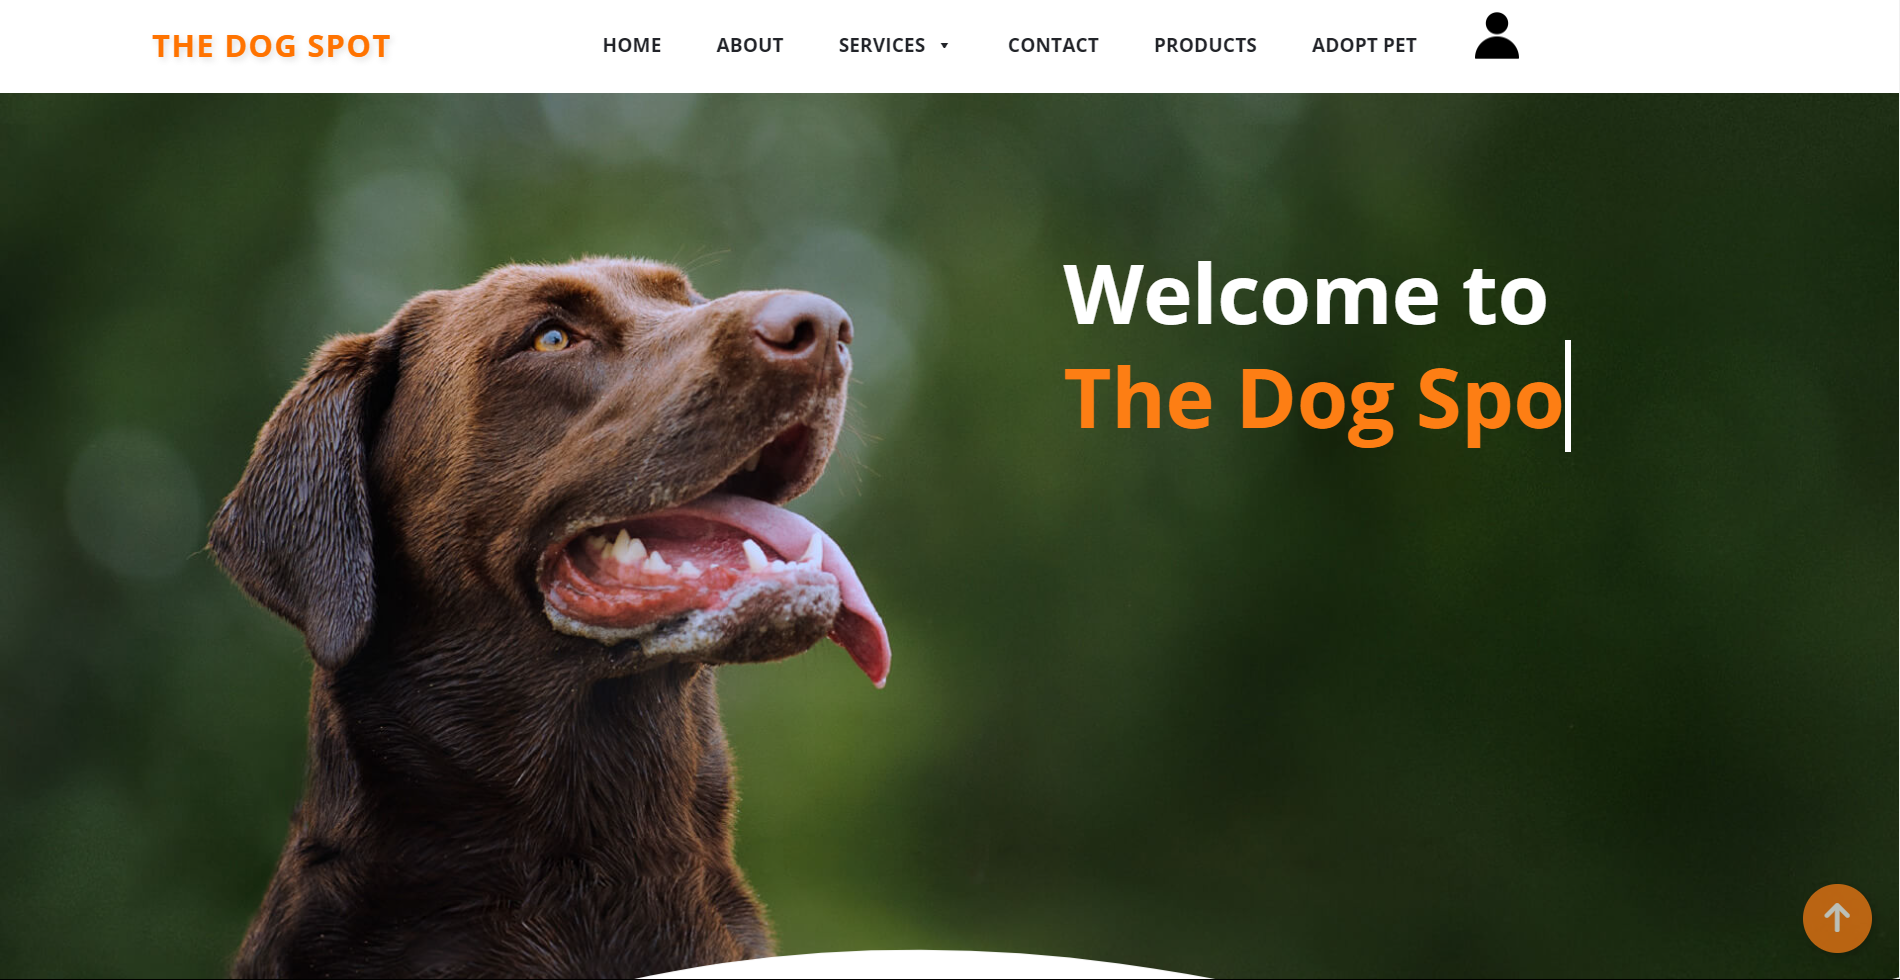 THE DOG SPOT
HOME
ABOUT
SERVICES
CONTACT
PRODUCTS
ADOPT PET
Welcome to
The Dog Spo